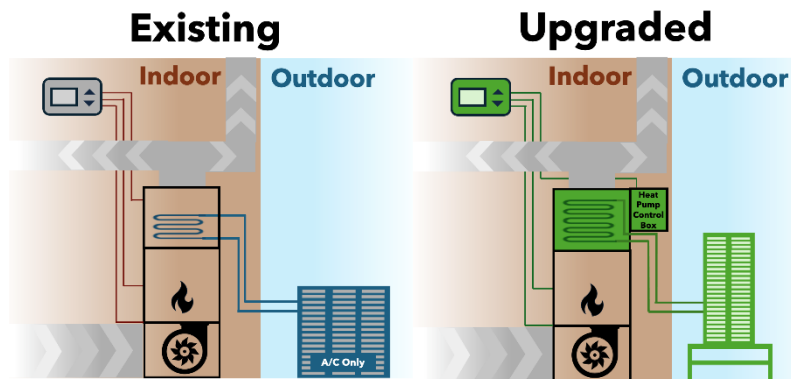 Existing
Upgraded
Indoor
Outdoor
A/C Only
Indoor
Outdoor
Heat
Pump
Control
Box